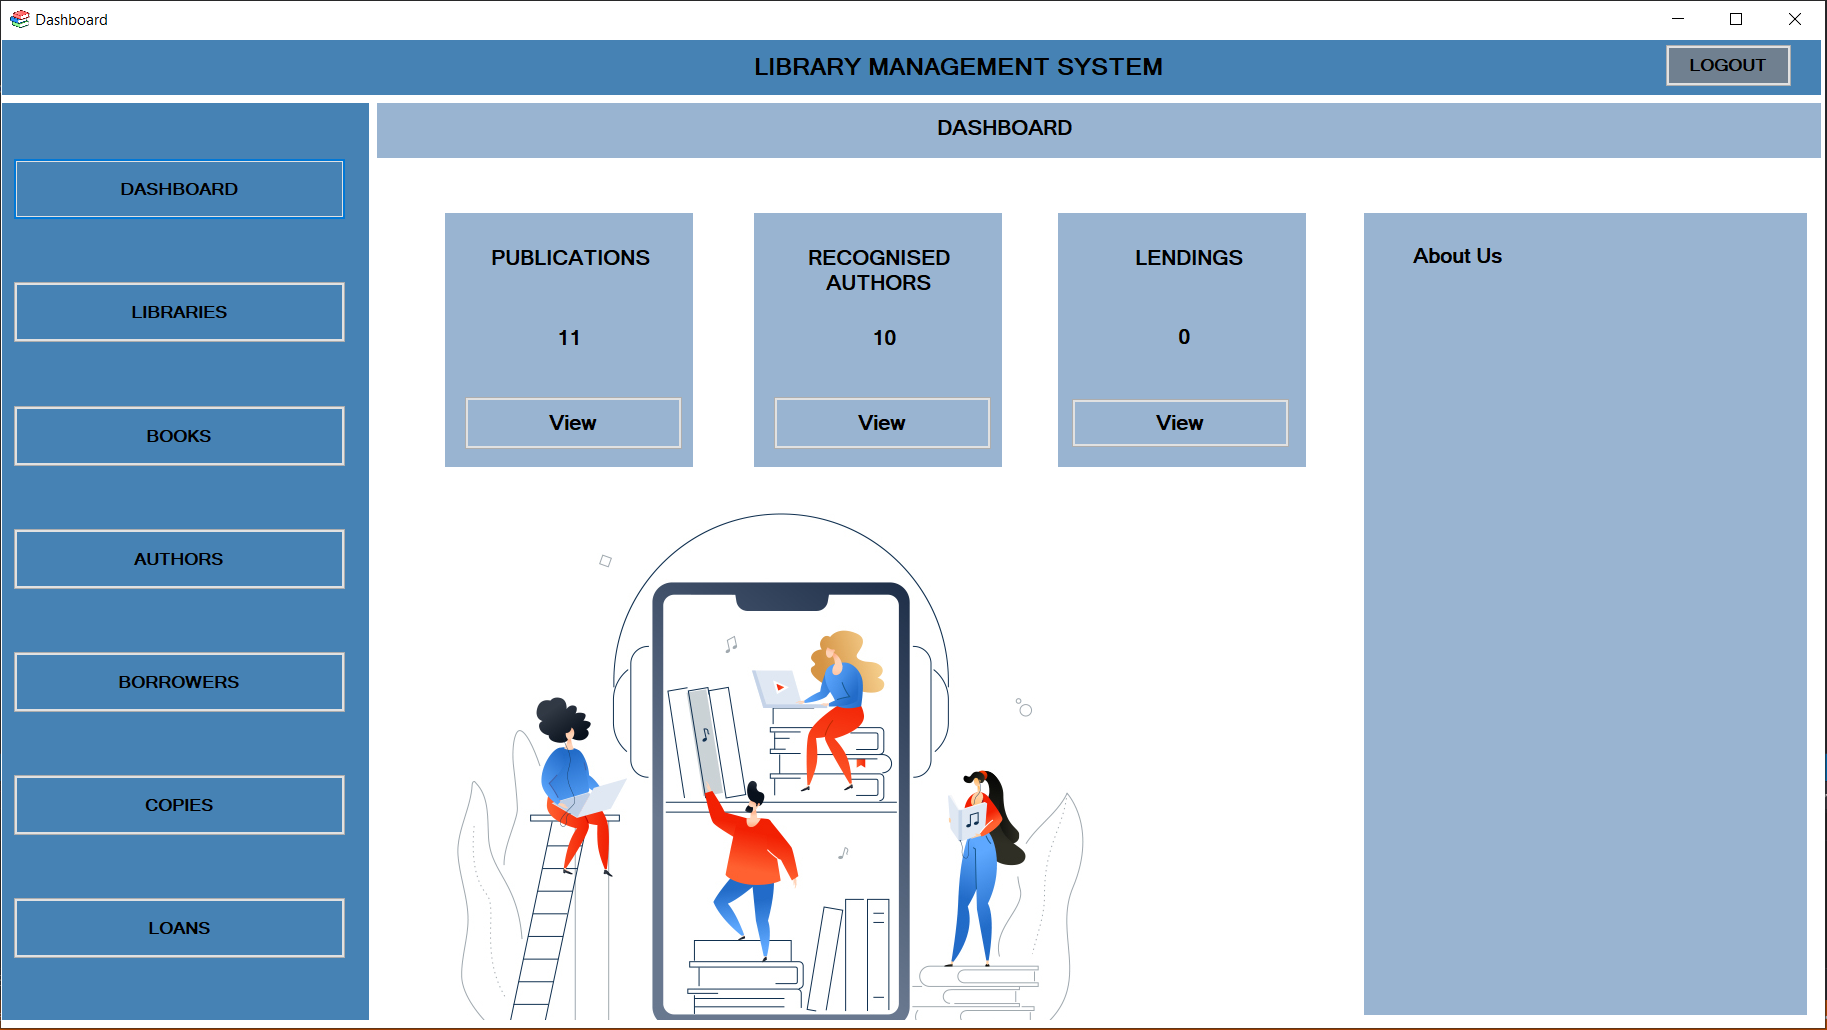 Dashboard
LIBRARY MANAGEMENT SYSTEM
LOGOUT
DASHBOARD
DASHBOARD
LIBRARIES
BOOKS
AUTHORS
BORROWERS
COPIES
LOANS
PUBLICATIONS
11
View
RECOGNISED
AUTHORS
10
View
LENDINGS
0
View
About Us